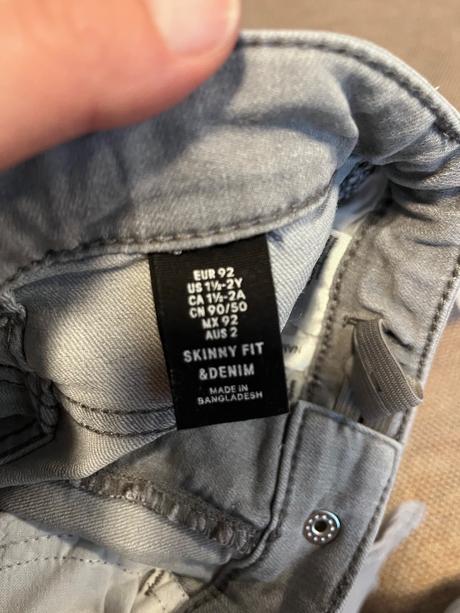 EUR 92
US 1½-2Y
CA 1½-2A
CN 90/50
MX 92
AUS 2
SKINNY FIT
&DENIM
MADE IN
BANGLADESH